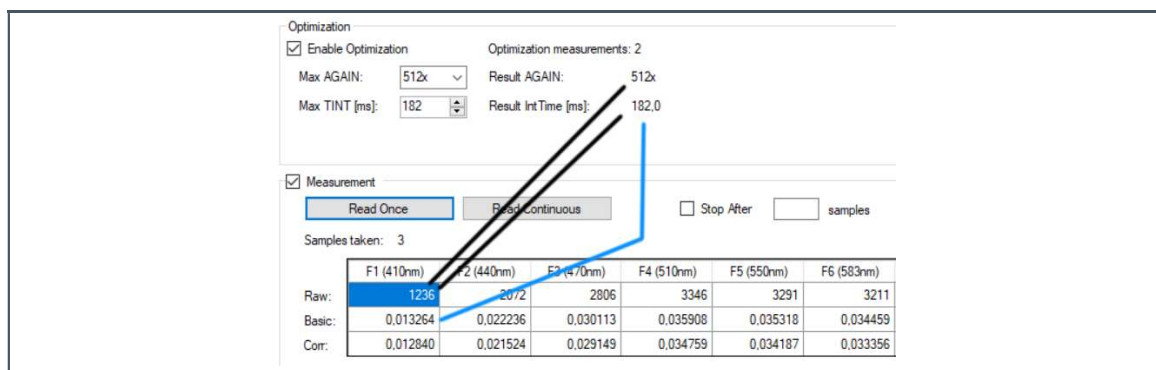 Optimization
Enable Optimization Optimization measurements: 2
Max AGAIN: 512x Result AGAIN: 512x
Max TINT [ms]: 182 Result IntTime [ms]: 182,0
Measurement
Read Once Read Continuous Stop After samples
Samples taken: 3
F1 (410nm) F2 (440nm) F3 (470nm) F4 (510nm) F5 (550nm) F6 (583nm)
Raw: 1236 2072 2806 3346 3291 3211
Basic: 0,013264 0,022236 0,030113 0,035908 0,035318 0,034459
Corr: 0,012840 0,021524 0,029149 0,034759 0,034187 0,033356